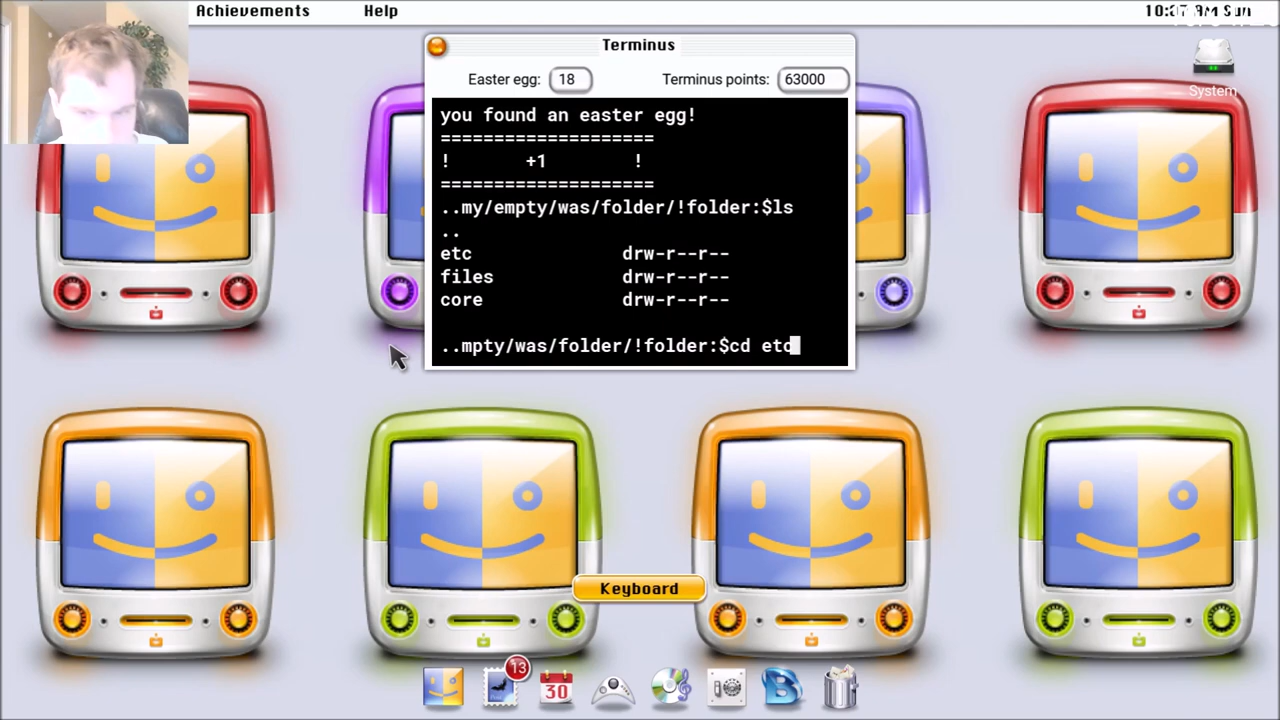 Achievements Help
Terminus
Easter egg: 18 Terminus points: 63000
you found an easter egg!
====================
! +1 !
====================
..my/empty/was/folder/!folder:$ls
..
etc drw-r--r--
files drw-r--r--
core drw-r--r--
..mpty/was/folder/!folder:$cd etc
System
Keyboard
13
30